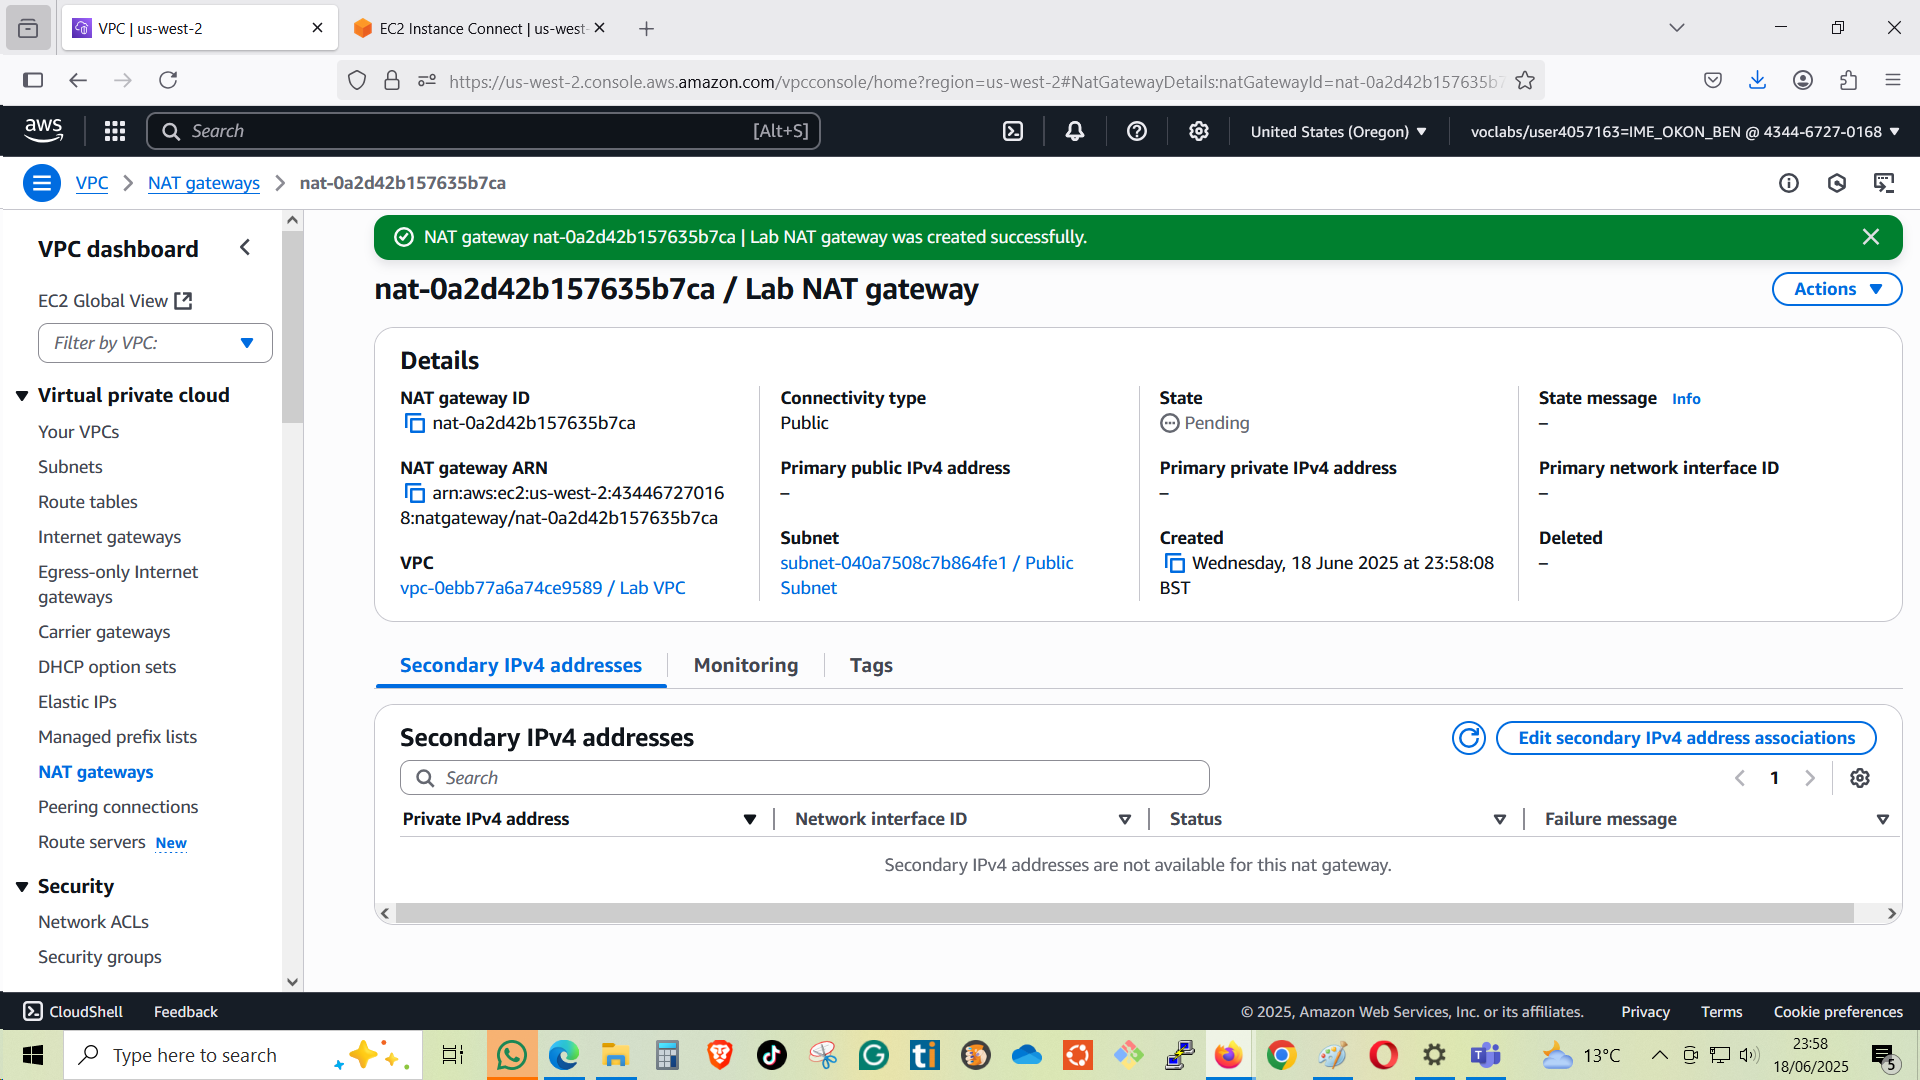 VPC | us-west-2
EC2 Instance Connect | us-west-
https://us-west-2.console.aws.amazon.com/vpcconsole/home?region=us-west-2#NatGatewayDetails:natGatewayId=nat-0a2d42b157635b7
aws
Search
[Alt+S]
United States (Oregon)
voclabs/user4057163=IME_OKON_BEN @ 4344-6727-0168
VPC
NAT gateways
nat-0a2d42b157635b7ca
VPC dashboard
EC2 Global View
Filter by VPC:
Virtual private cloud
Your VPCs
Subnets
Route tables
Internet gateways
Egress-only Internet
gateways
Carrier gateways
DHCP option sets
Elastic IPs
Managed prefix lists
NAT gateways
Peering connections
Route servers New
Security
Network ACLs
Security groups
NAT gateway nat-0a2d42b157635b7ca | Lab NAT gateway was created successfully.
nat-0a2d42b157635b7ca / Lab NAT gateway
Actions
Details
NAT gateway ID
nat-0a2d42b157635b7ca
NAT gateway ARN
arn:aws:ec2:us-west-2:43446727016
8:natgateway/nat-0a2d42b157635b7ca
VPC
vpc-0ebb77a6a74ce9589 / Lab VPC
Connectivity type
Public
Primary public IPv4 address
–
Subnet
subnet-040a7508c7b864fe1 / Public
Subnet
State
Pending
Primary private IPv4 address
–
Created
Wednesday, 18 June 2025 at 23:58:08
BST
State message Info
–
Primary network interface ID
–
Deleted
–
Secondary IPv4 addresses
Monitoring
Tags
Secondary IPv4 addresses
Edit secondary IPv4 address associations
Search
1
Private IPv4 address
Network interface ID
Status
Failure message
Secondary IPv4 addresses are not available for this nat gateway.
CloudShell
Feedback
© 2025, Amazon Web Services, Inc. or its affiliates.
Privacy
Terms
Cookie preferences
Type here to search
13°C
23:58
18/06/2025
5